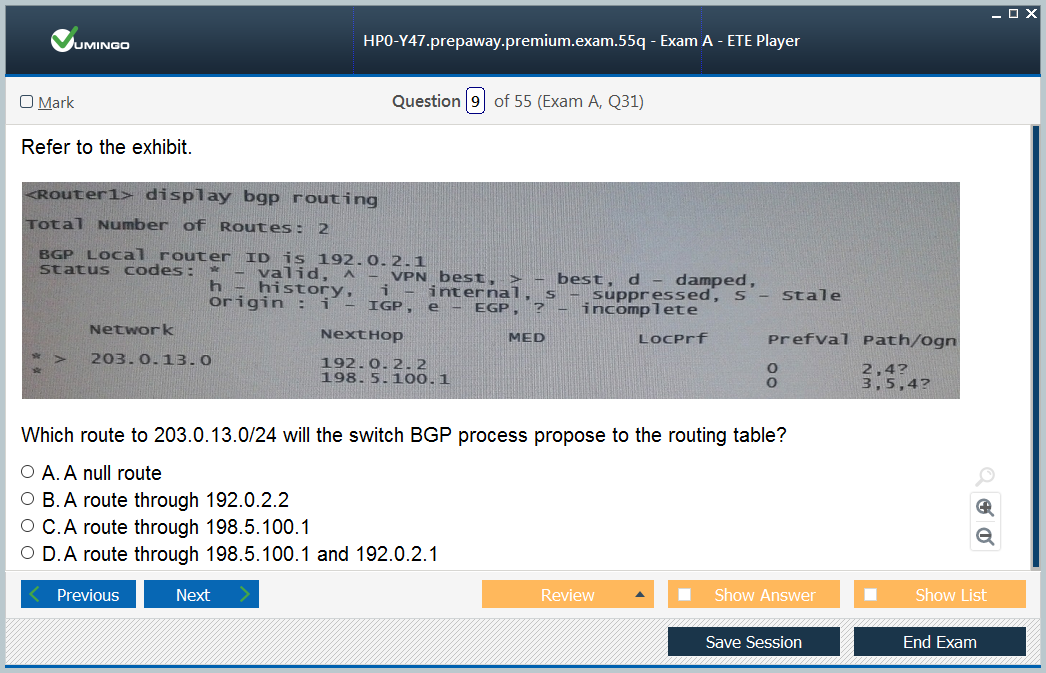 VUMINGO
HP0-Y47.prepaway.premium.exam.55q - Exam A - ETE Player
Mark
Question 9 of 55 (Exam A, Q31)
Refer to the exhibit.
<Router1> display bgp routing
Total Number of Routes: 2
BGP Local router ID is 192.0.2.1
Status codes: * - valid, ^ - VPN best, > - best, d - damped,
h - history, i - internal, s - suppressed, S - Stale
Origin : i - IGP, e - EGP, ? - incomplete
Network NextHop MED LocPrf PrefVal Path/ogn
* > 203.0.13.0 192.0.2.2 0 2,4?
* 198.5.100.1 0 3,5,4?
Which route to 203.0.13.0/24 will the switch BGP process propose to the routing table?
A. A null route
B. A route through 192.0.2.2
C. A route through 198.5.100.1
D. A route through 198.5.100.1 and 192.0.2.1
Previous Next Review Show Answer Show List
Save Session End Exam